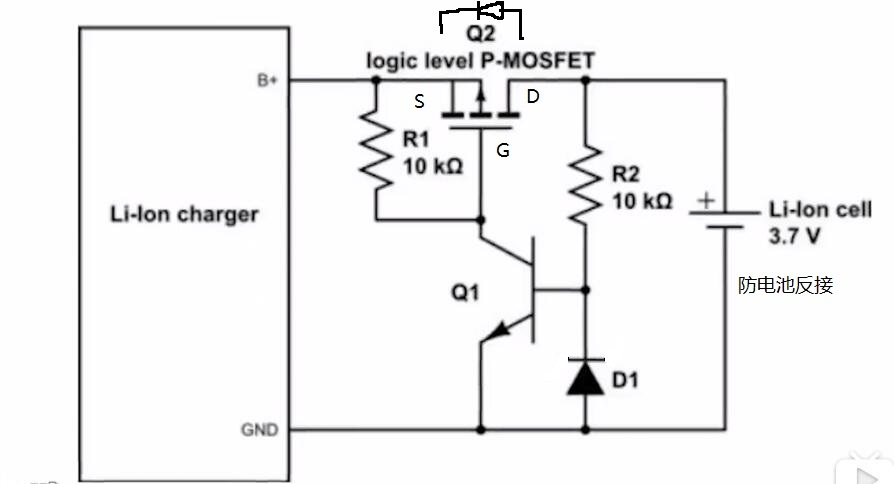 Q2
logic level P-MOSFET
B+
S
D
R1
10 kΩ
G
R2
10 kΩ
+
Li-Ion charger
Li-Ion cell
3.7 V
防电池反接
Q1
D1
GND